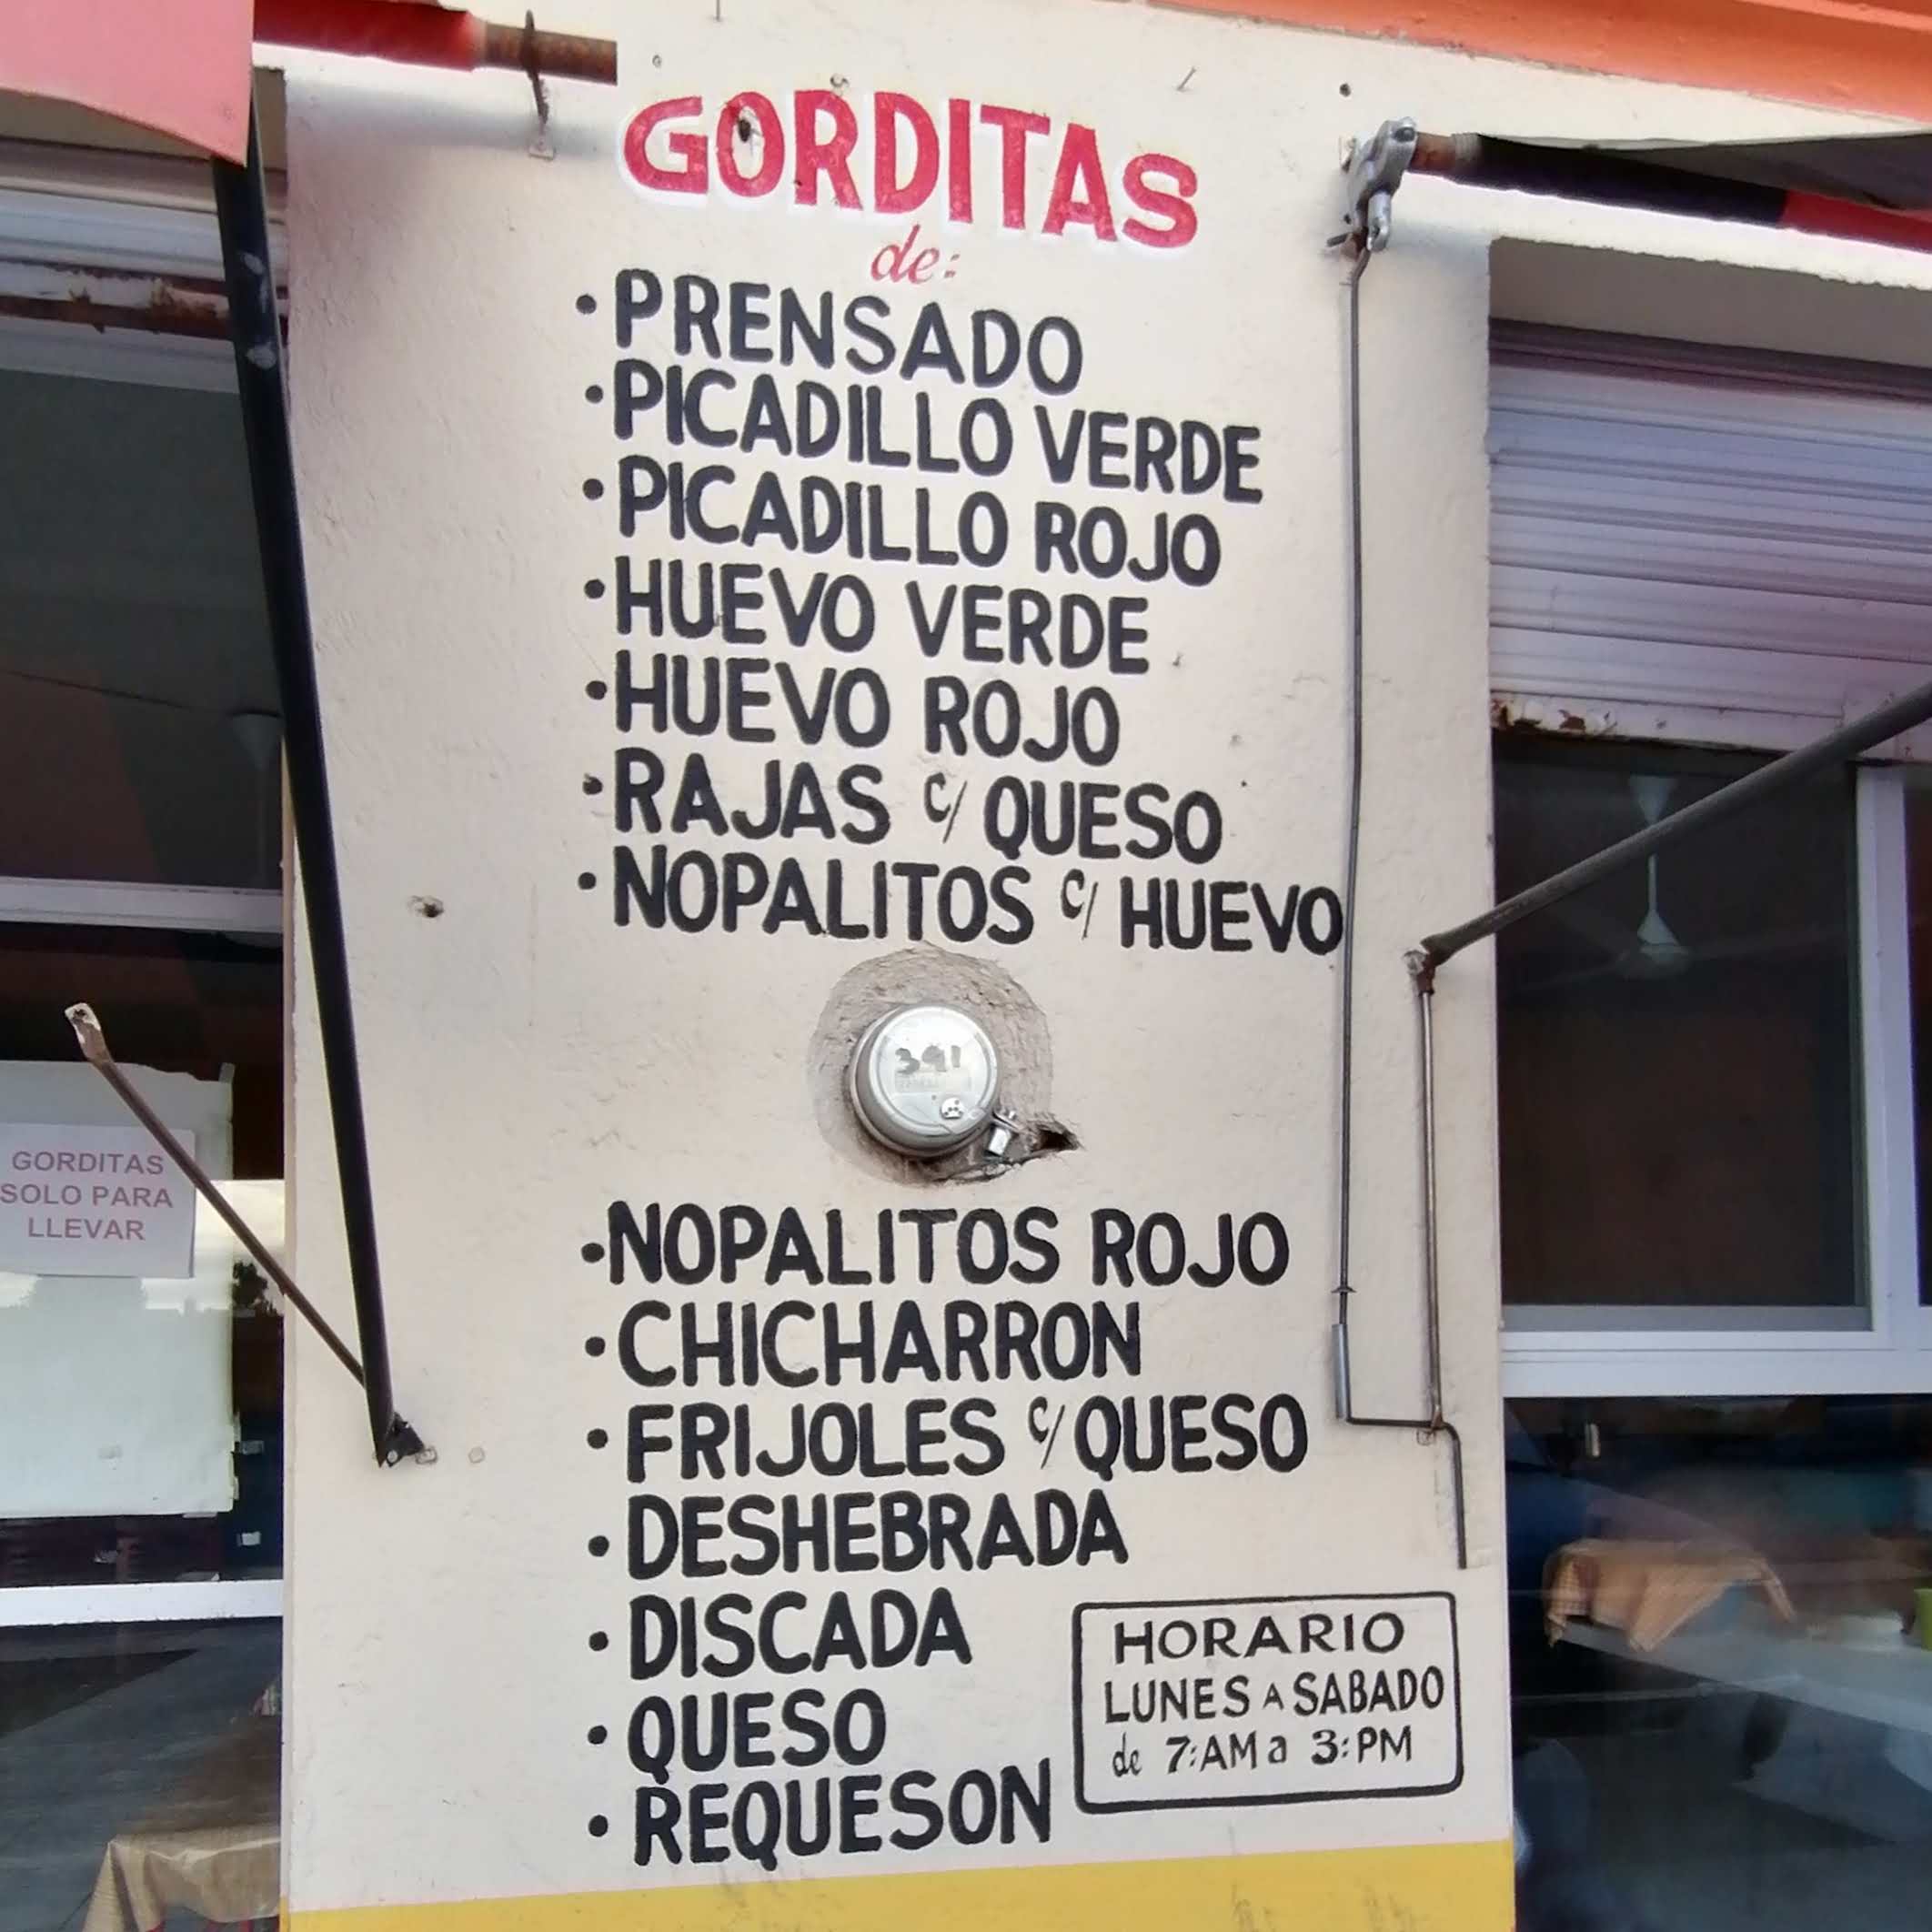 GORDITAS
de:
• PRENSADO
• PICADILLO VERDE
• PICADILLO ROJO
• HUEVO VERDE
• HUEVO ROJO
• RAJAS c/ QUESO
• NOPALITOS c/ HUEVO
391
• NOPALITOS ROJO
• CHICHARRON
• FRIJOLES c/ QUESO
• DESHEBRADA
• DISCADA
• QUESO
• REQUESON
HORARIO
LUNES A SABADO
de 7:AM a 3:PM
GORDITAS
SOLO PARA
LLEVAR